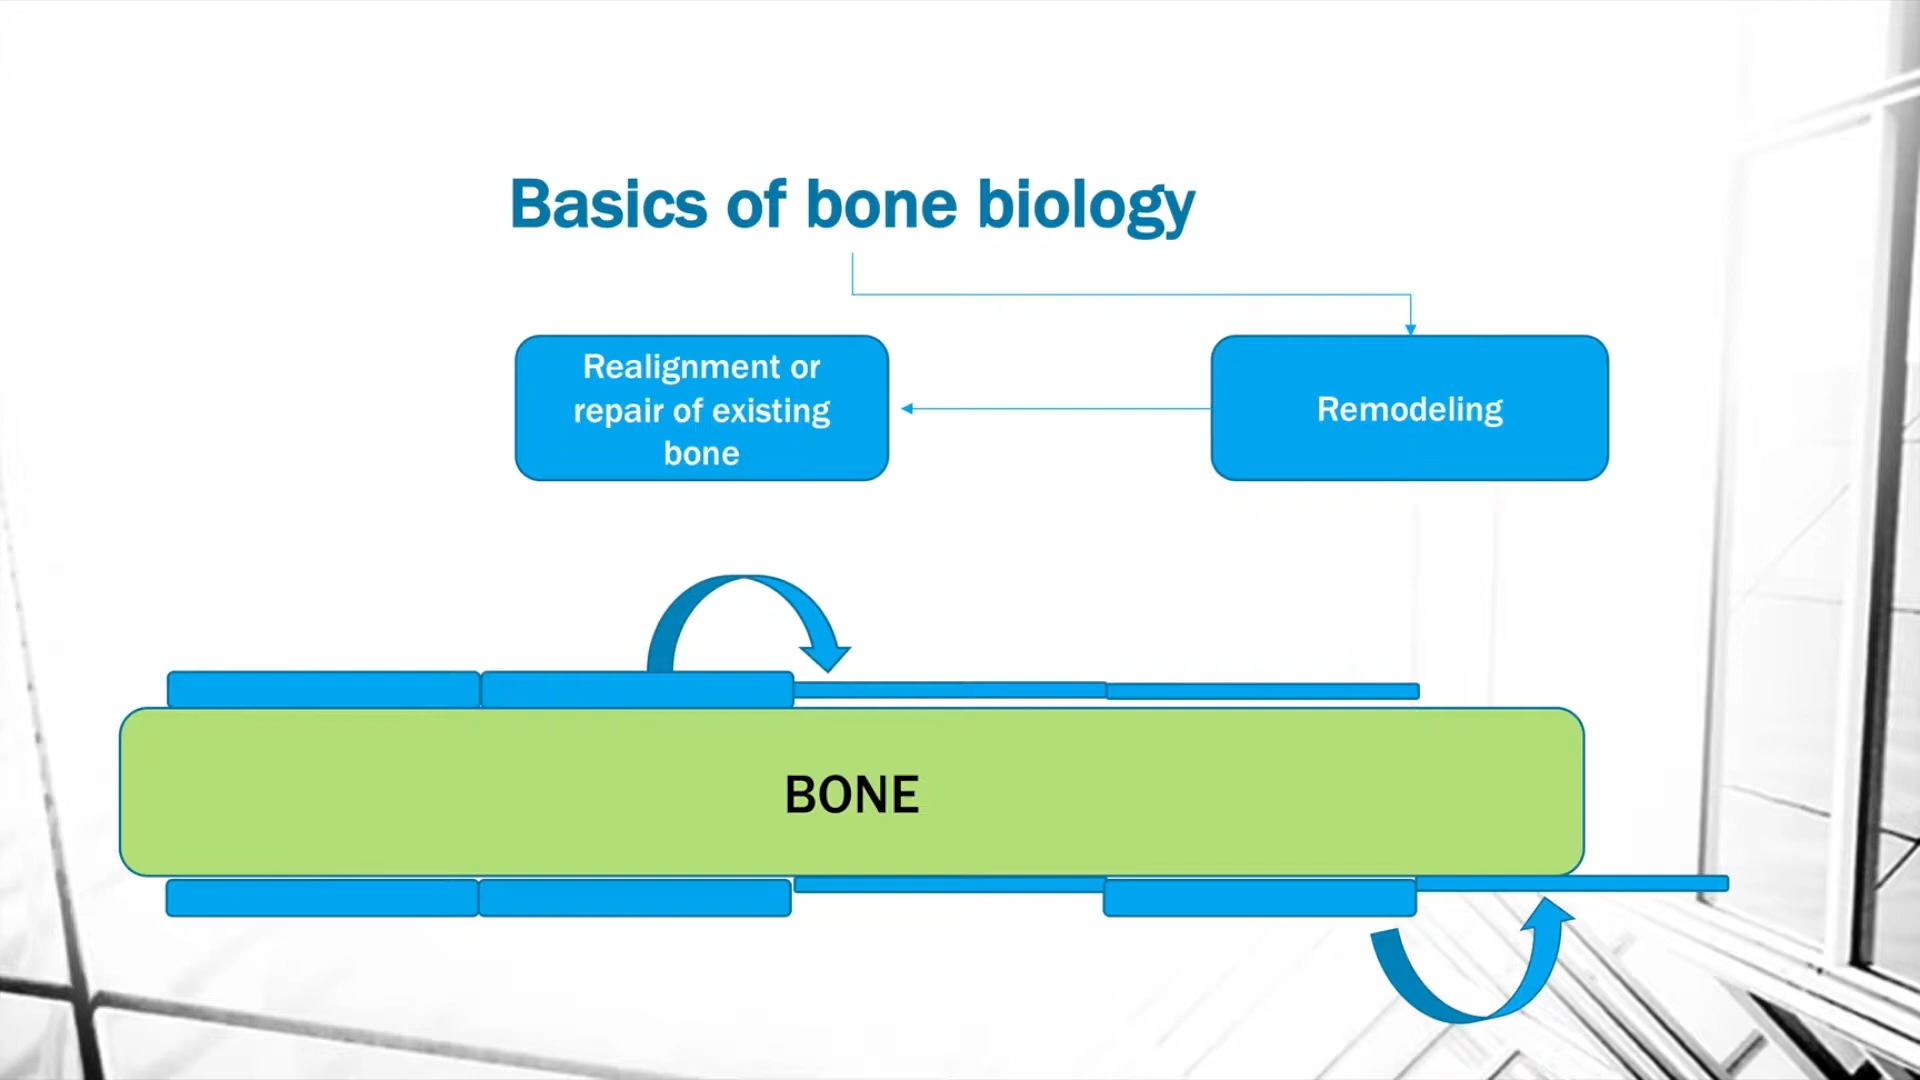 Basics of bone biology
Realignment or
repair of existing
bone
Remodeling
BONE